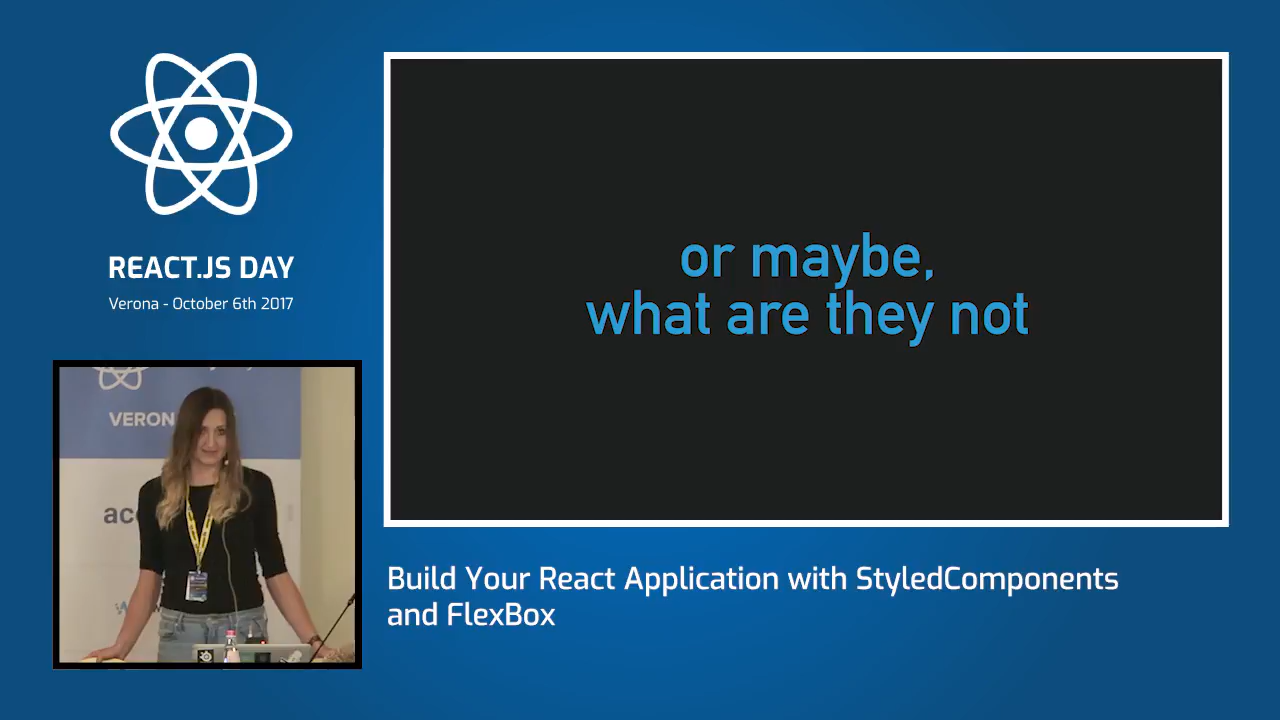 REACT.JS DAY
Verona - October 6th 2017
or maybe,
what are they not
VERON
acc
Build Your React Application with StyledComponents
and FlexBox